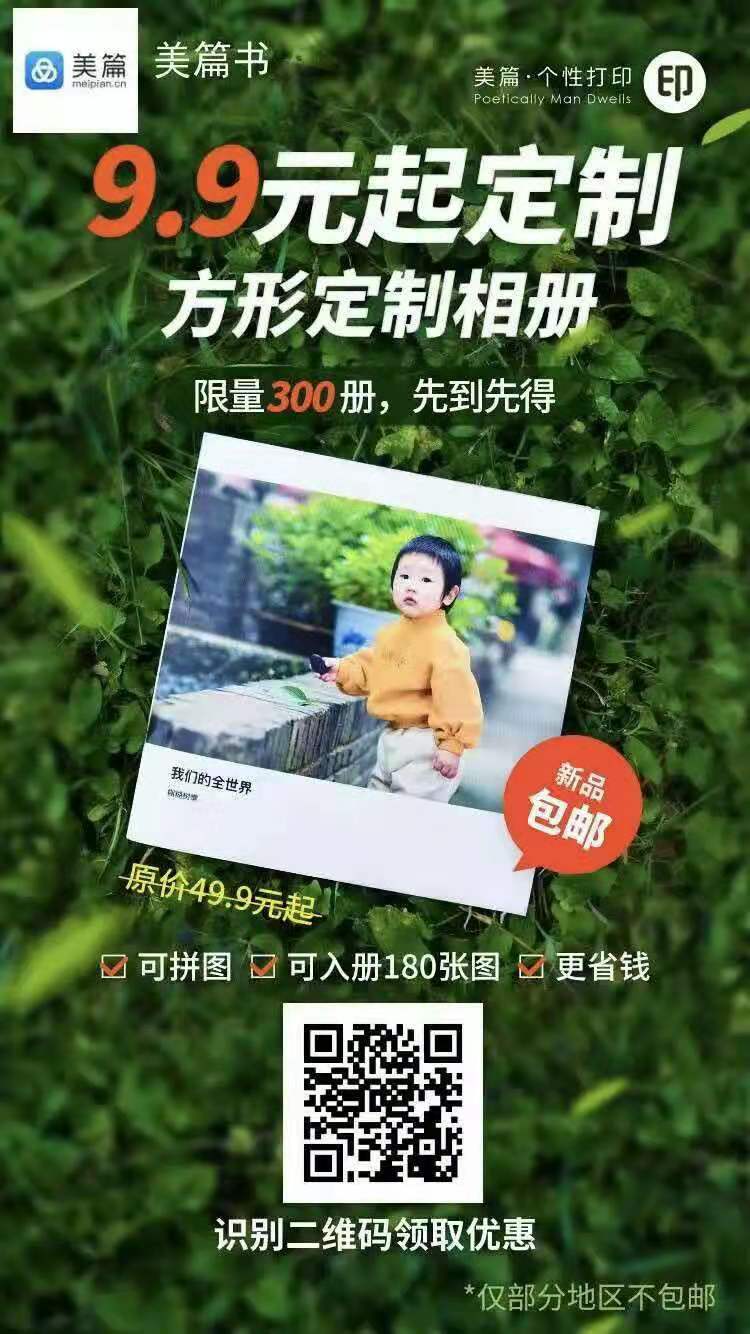 美篇
meipian.cn
美篇书
美篇·个性打印
Poetically Man Dwells
印
9.9元起定制
方形定制相册
限量300册，先到先得
我们的全世界
新品
包邮
原价49.9元起
可拼图 可入册180张图 更省钱
识别二维码领取优惠
*仅部分地区不包邮